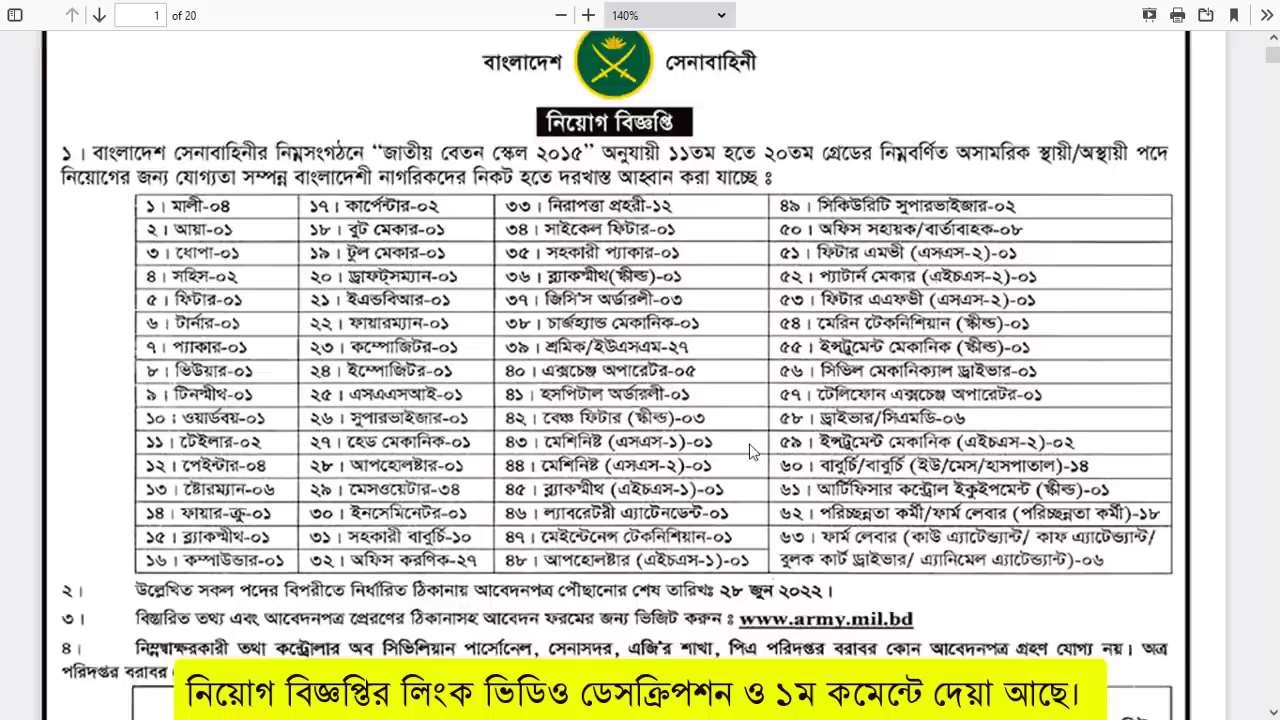 1 of 20 140%
বাংলাদেশ সেনাবাহিনী
নিয়োগ বিজ্ঞপ্তি
১। বাংলাদেশ সেনাবাহিনীর নিম্নসংগঠনে “জাতীয় বেতন স্কেল ২০১৫” অনুযায়ী ১১তম হতে ২০তম গ্রেডের নিম্নবর্ণিত অসামরিক স্থায়ী/অস্থায়ী পদে
নিয়োগের জন্য যোগ্যতা সম্পন্ন বাংলাদেশী নাগরিকদের নিকট হতে দরখাস্ত আহ্বান করা যাচ্ছে ঃ
১। মালী-০৪ ১৭। কার্পেন্টার-০২ ৩৩। নিরাপত্তা প্রহরী-১২ ৪৯। সিকিউরিটি সুপারভাইজার-০২
২। আয়া-০১ ১৮। বুট মেকার-০১ ৩৪। সাইকেল ফিটার-০১ ৫০। অফিস সহায়ক/বার্তাবাহক-০৮
৩। ধোপা-০১ ১৯। টুল মেকার-০১ ৩৫। সহকারী প্যাকার-০১ ৫১। ফিটার এমভী (এসএস-২)-০১
৪। সহিস-০২ ২০। ড্রাফট্সম্যান-০১ ৩৬। ব্ল্যাকস্মীথ(স্কীল্ড)-০১ ৫২। প্যাটার্ন মেকার (এইচএস-২)-০১
৫। ফিটার-০১ ২১। ইএন্ডবিআর-০১ ৩৭। জিসি'স অর্ডারলী-০৩ ৫৩। ফিটার এএফভী (এসএস-২)-০১
৬। টার্নার-০১ ২২। ফায়ারম্যান-০১ ৩৮। চার্জহ্যান্ড মেকানিক-০১ ৫৪। মেরিন টেকনিশিয়ান (স্কীল্ড)-০১
৭। প্যাকার-০১ ২৩। কম্পোজিটর-০১ ৩৯। শ্রমিক/ইউএসএম-২৭ ৫৫। ইন্সট্রুমেন্ট মেকানিক (স্কীল্ড)-০১
৮। ভিউয়ার-০১ ২৪। ইম্পোজিটর-০১ ৪০। এক্সচেঞ্জ অপারেটর-০৫ ৫৬। সিভিল মেকানিক্যাল ড্রাইভার-০১
৯। টিনস্মীথ-০১ ২৫। এসএএসআই-০১ ৪১। হসপিটাল অর্ডারলী-০১ ৫৭। টেলিফোন এক্সচেঞ্জ অপারেটর-০১
১০। ওয়ার্ডবয়-০১ ২৬। সুপারভাইজার-০১ ৪২। বেঞ্চ ফিটার (স্কীল্ড)-০৩ ৫৮। ড্রাইভার/সিএমডি-০৬
১১। টেইলার-০২ ২৭। হেড মেকানিক-০১ ৪৩। মেশিনিষ্ট (এসএস-১)-০১ ৫৯। ইন্সট্রুমেন্ট মেকানিক (এইচএস-২)-০২
১২। পেইন্টার-০৪ ২৮। আপহোলষ্টার-০১ ৪৪। মেশিনিষ্ট (এসএস-২)-০১ ৬০। বাবুর্চি/বাবুর্চি (ইউ/মেস/হাসপাতাল)-১৪
১৩। ষ্টোরম্যান-০৬ ২৯। মেসওয়েটার-৩৪ ৪৫। ব্ল্যাকস্মীথ (এইচএস-১)-০১ ৬১। আর্টিফিসার কন্ট্রোল ইকুইপমেন্ট (স্কীল্ড)-০১
১৪। ফায়ার-ক্রু-০১ ৩০। ইনসেমিনেটর-০১ ৪৬। ল্যাবরেটরী এ্যাটেনডেন্ট-০১ ৬২। পরিচ্ছন্নতা কর্মী/ফার্ম লেবার (পরিচ্ছন্নতা কর্মী)-১৮
১৫। ব্ল্যাকস্মীথ-০১ ৩১। সহকারী বাবুর্চি-১০ ৪৭। মেইন্টেনেন্স টেকনিশিয়ান-০১ ৬৩। ফার্ম লেবার (কাউ এ্যাটেন্ড্যান্ট/ কাফ এ্যাটেন্ড্যান্ট/
১৬। কম্পাউন্ডার-০১ ৩২। অফিস করণিক-২৭ ৪৮। আপহোলষ্টার (এইচএস-১)-০১ বুলক কার্ট ড্রাইভার/ এ্যানিমেল এ্যাটেন্ড্যান্ট)-০৬
২। উল্লেখিত সকল পদের বিপরীতে নির্ধারিত ঠিকানায় আবেদনপত্র পৌছানোর শেষ তারিখঃ ২৮ জুন ২০২২।
৩। বিস্তারিত তথ্য এবং আবেদনপত্র প্রেরণের ঠিকানাসহ আবেদন ফরমের জন্য ভিজিট করুন ঃ www.army.mil.bd
৪। নিম্নস্বাক্ষরকারী তথা কন্ট্রোলার অব সিভিলিয়ান পার্সোনেল, সেনাসদর, এজি'র শাখা, পিএ পরিদপ্তর বরাবর কোন আবেদনপত্র গ্রহণ যোগ্য নয়। অত্র
পরিদপ্তর বরাবর
নিয়োগ বিজ্ঞপ্তির লিংক ভিডিও ডেসক্রিপশন ও ১ম কমেন্টে দেয়া আছে।